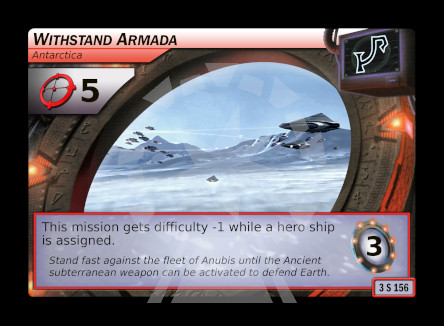 WITHSTAND ARMADA
Antarctica
5
This mission gets difficulty -1 while a hero ship
is assigned.
Stand fast against the fleet of Anubis until the Ancient
subterranean weapon can be activated to defend Earth.
3
3 S 156